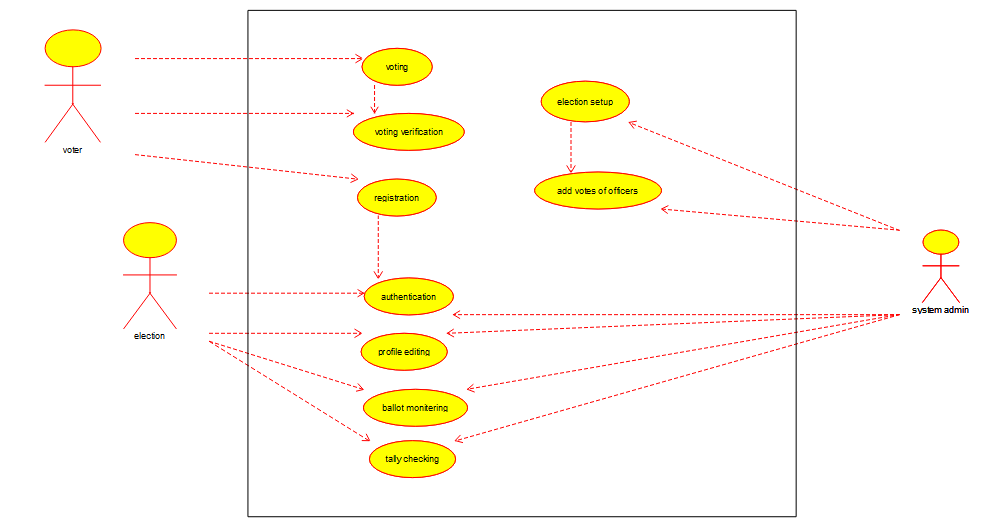 voting
election setup
voting verification
voter
add votes of officers
registration
authentication
system admin
election
profile editing
ballot monitering
tally checking